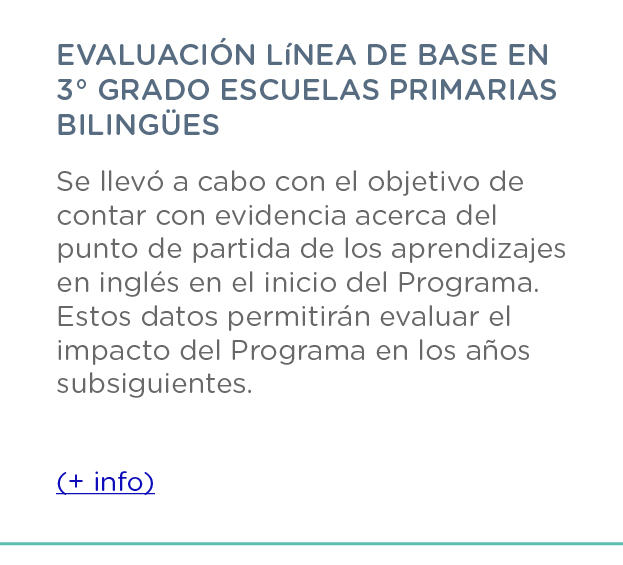 EVALUACIÓN LíNEA DE BASE EN
3° GRADO ESCUELAS PRIMARIAS
BILINGÜES
Se llevó a cabo con el objetivo de
contar con evidencia acerca del
punto de partida de los aprendizajes
en inglés en el inicio del Programa.
Estos datos permitirán evaluar el
impacto del Programa en los años
subsiguientes.
(+ info)